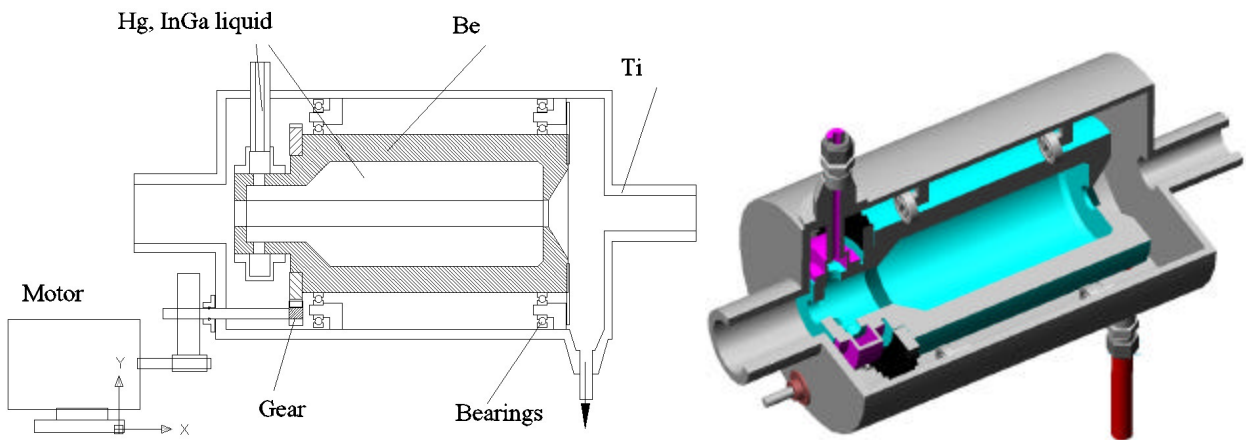 Hg, InGa liquid
Be
Ti
Motor
Y
X
Gear
Bearings